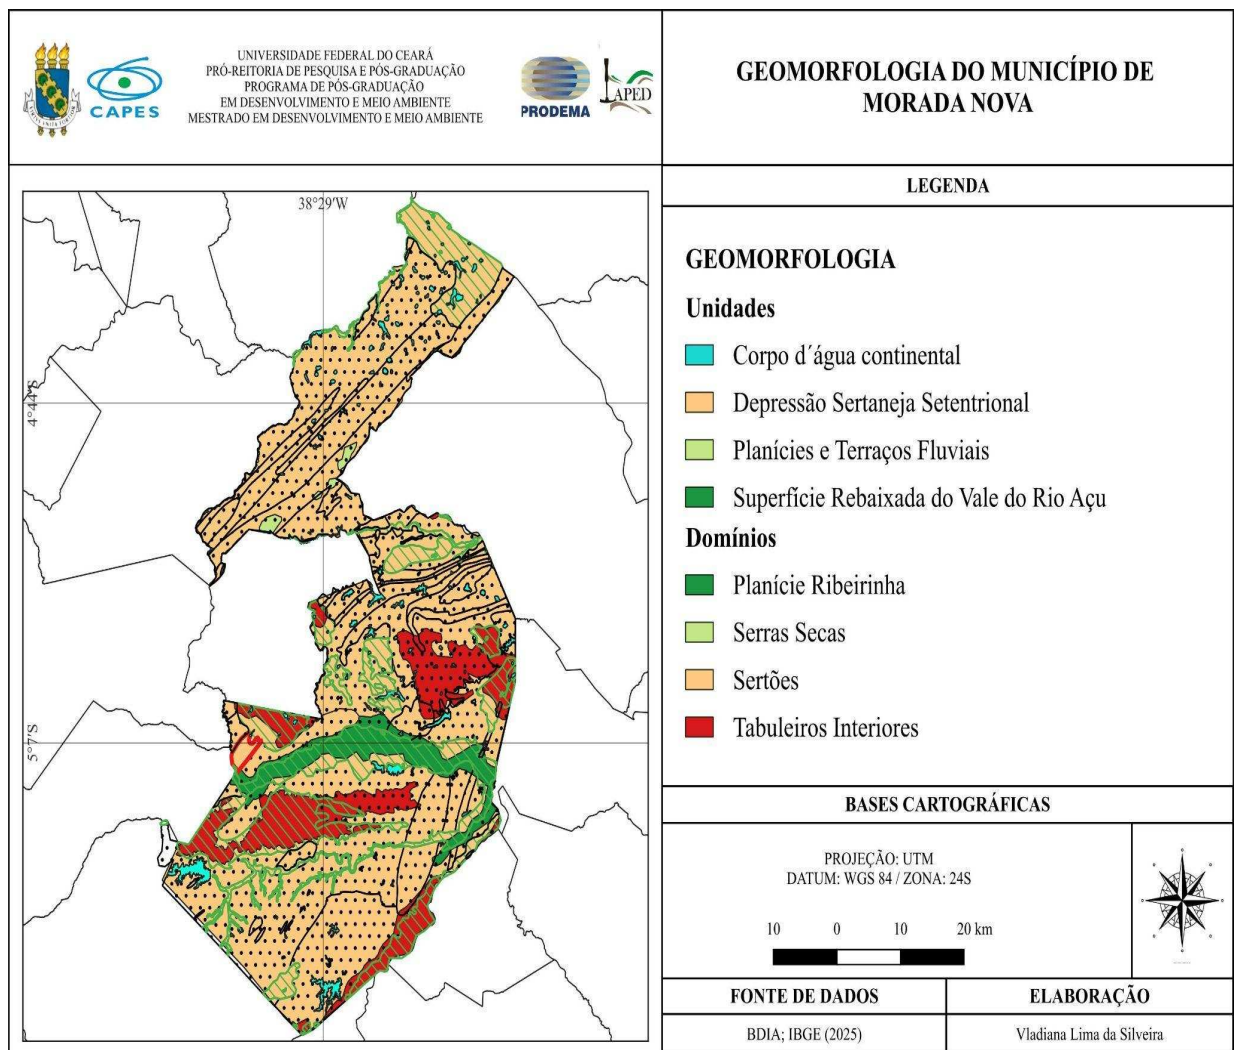 UNIVERSIDADE FEDERAL DO CEARÁ
PRÓ-REITORIA DE PESQUISA E PÓS-GRADUAÇÃO
PROGRAMA DE PÓS-GRADUAÇÃO
EM DESENVOLVIMENTO E MEIO AMBIENTE
MESTRADO EM DESENVOLVIMENTO E MEIO AMBIENTE
CAPES
PRODEMA
LAPED
GEOMORFOLOGIA DO MUNICÍPIO DE
MORADA NOVA
LEGENDA
38°29'W
4°44'S
5°7'S
GEOMORFOLOGIA
Unidades
Corpo d´água continental
Depressão Sertaneja Setentrional
Planícies e Terraços Fluviais
Superfície Rebaixada do Vale do Rio Açu
Domínios
Planície Ribeirinha
Serras Secas
Sertões
Tabuleiros Interiores
BASES CARTOGRÁFICAS
PROJEÇÃO: UTM
DATUM: WGS 84 / ZONA: 24S
10 0 10 20 km
FONTE DE DADOS
ELABORAÇÃO
BDIA; IBGE (2025)
Vladiana Lima da Silveira